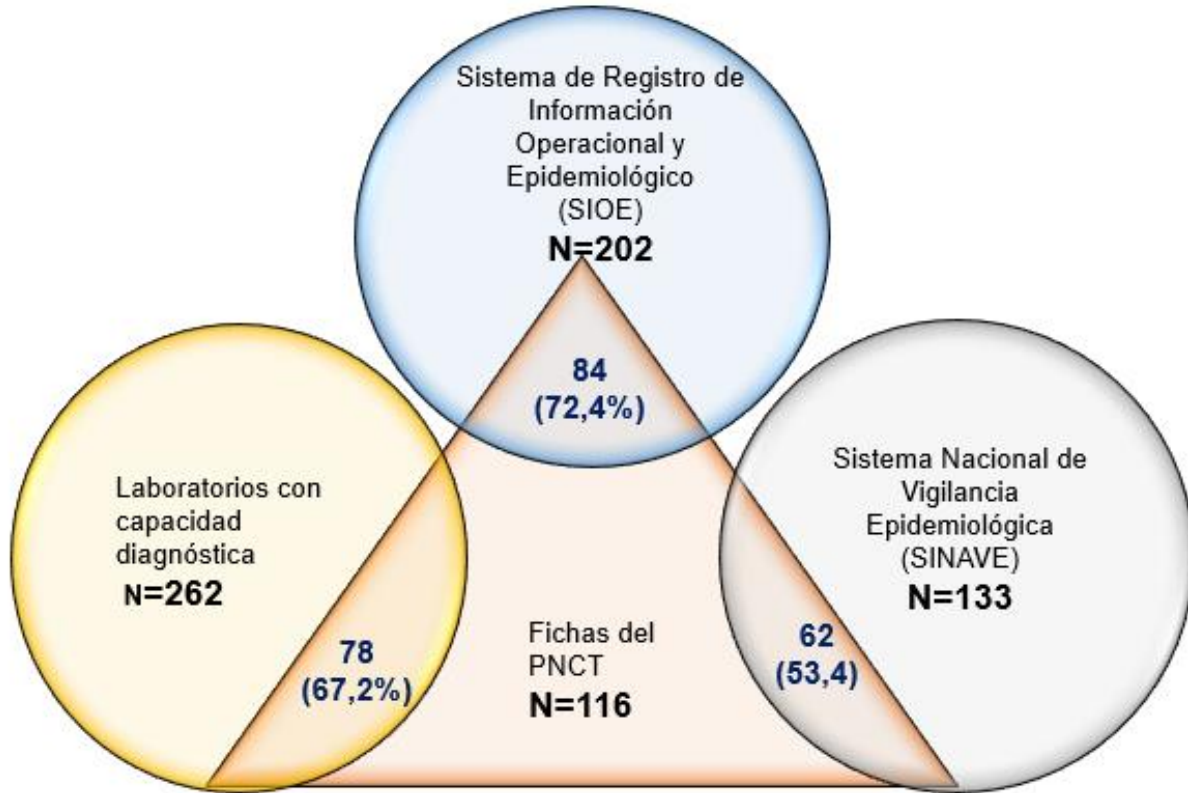 Sistema de Registro de
Información
Operacional y
Epidemiológico
(SIOE)
N=202
84
(72,4%)
Laboratorios con
capacidad
diagnóstica
N=262
78
(67,2%)
Fichas del
PNCT
N=116
Sistema Nacional de
Vigilancia
Epidemiológica
(SINAVE)
N=133
62
(53,4)